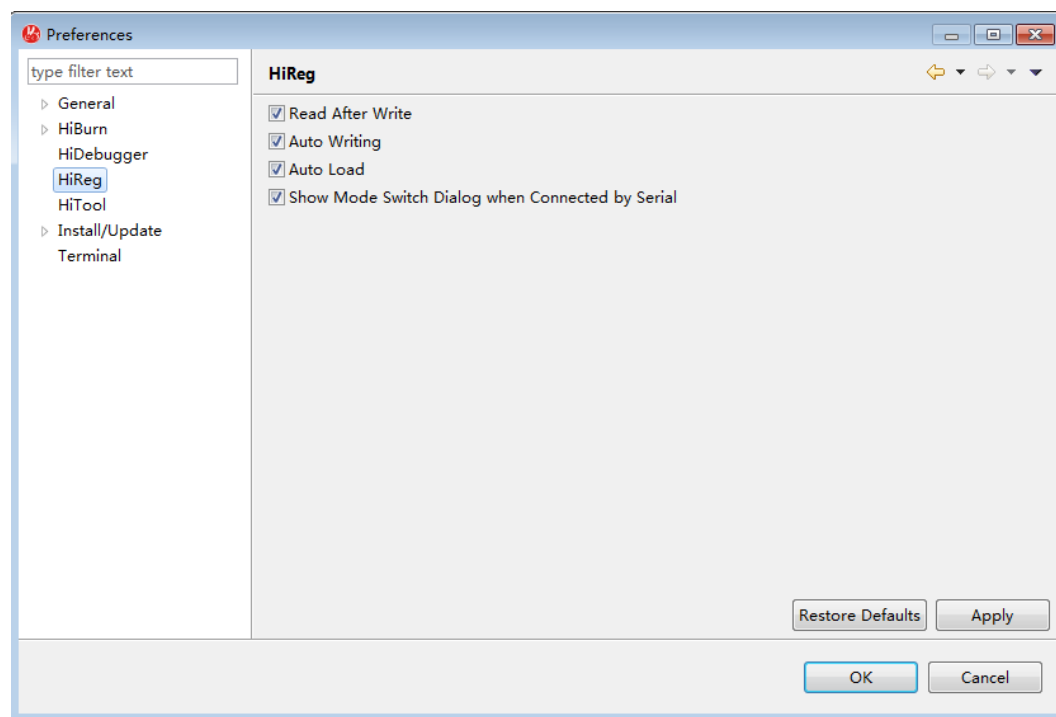 Preferences
type filter text
General
HiBurn
HiDebugger
HiReg
HiTool
Install/Update
Terminal
HiReg
Read After Write
Auto Writing
Auto Load
Show Mode Switch Dialog when Connected by Serial
Restore Defaults
Apply
OK
Cancel